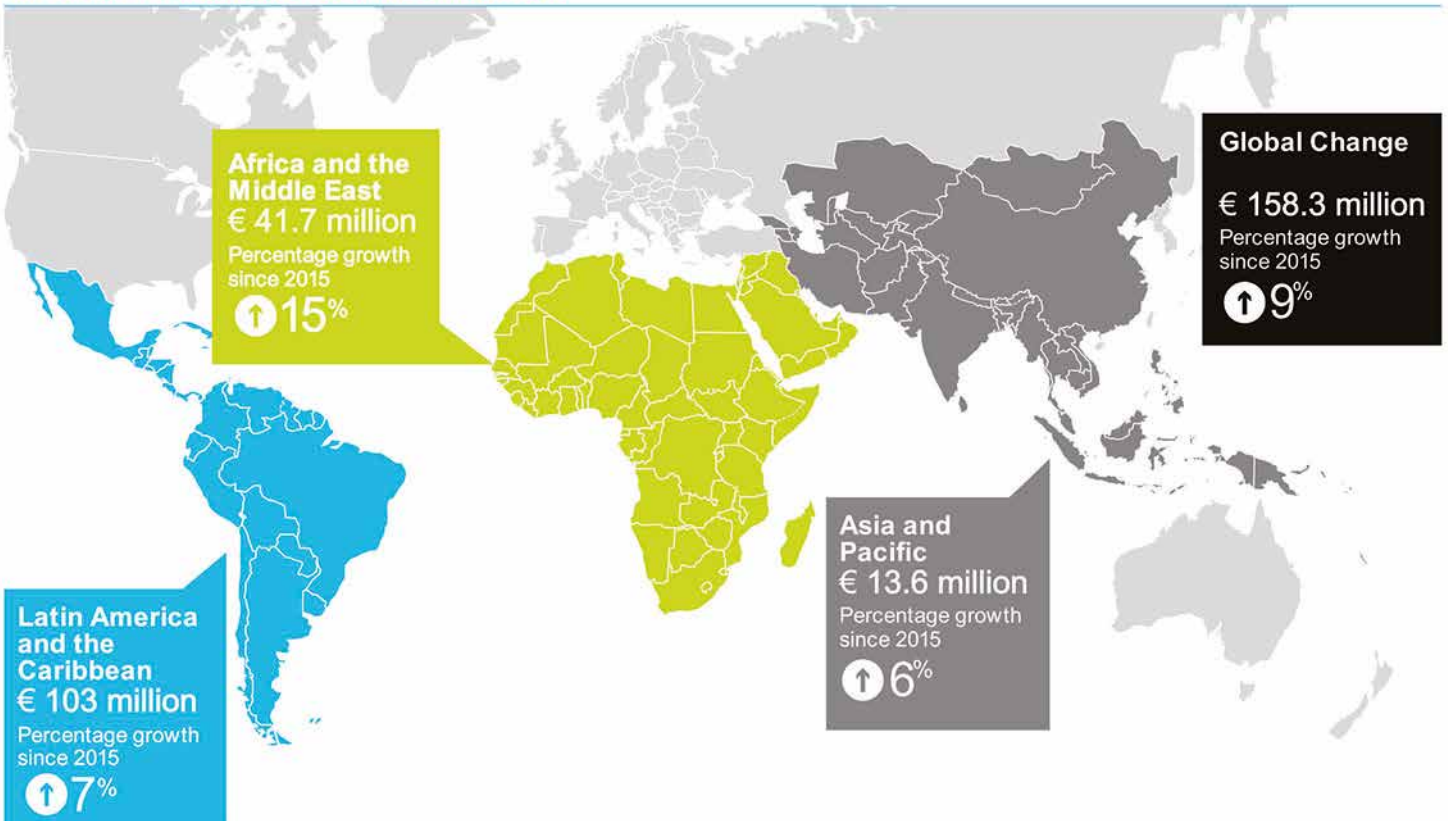 Africa and the
Middle East
€ 41.7 million
Percentage growth
since 2015
15%
Global Change
€ 158.3 million
Percentage growth
since 2015
9%
Asia and
Pacific
€ 13.6 million
Percentage growth
since 2015
6%
Latin America
and the
Caribbean
€ 103 million
Percentage growth
since 2015
7%